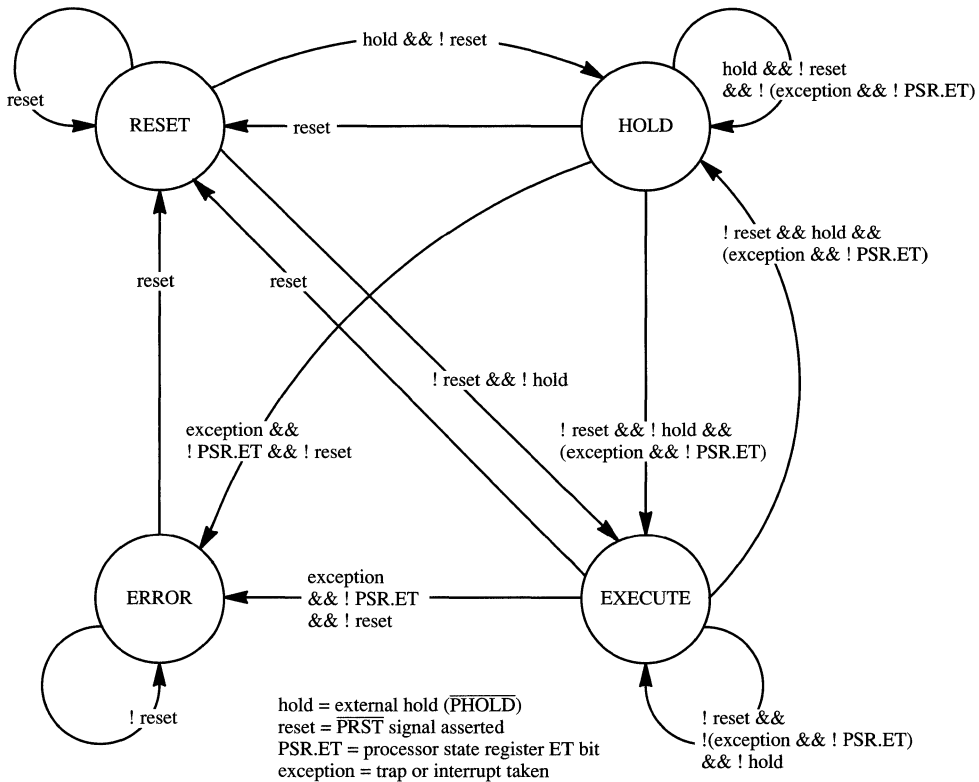 hold && ! reset
hold && ! reset
&& ! (exception && ! PSR.ET)
reset
RESET
reset
HOLD
! reset && hold &&
(exception && ! PSR.ET)
reset
reset
! reset && ! hold
exception &&
! PSR.ET && ! reset
! reset && ! hold &&
(exception && ! PSR.ET)
ERROR
exception
&& ! PSR.ET
&& ! reset
EXECUTE
! reset
hold = external hold (PHOLD)
reset = PRST signal asserted
PSR.ET = processor state register ET bit
exception = trap or interrupt taken
! reset &&
!(exception && ! PSR.ET)
&& ! hold